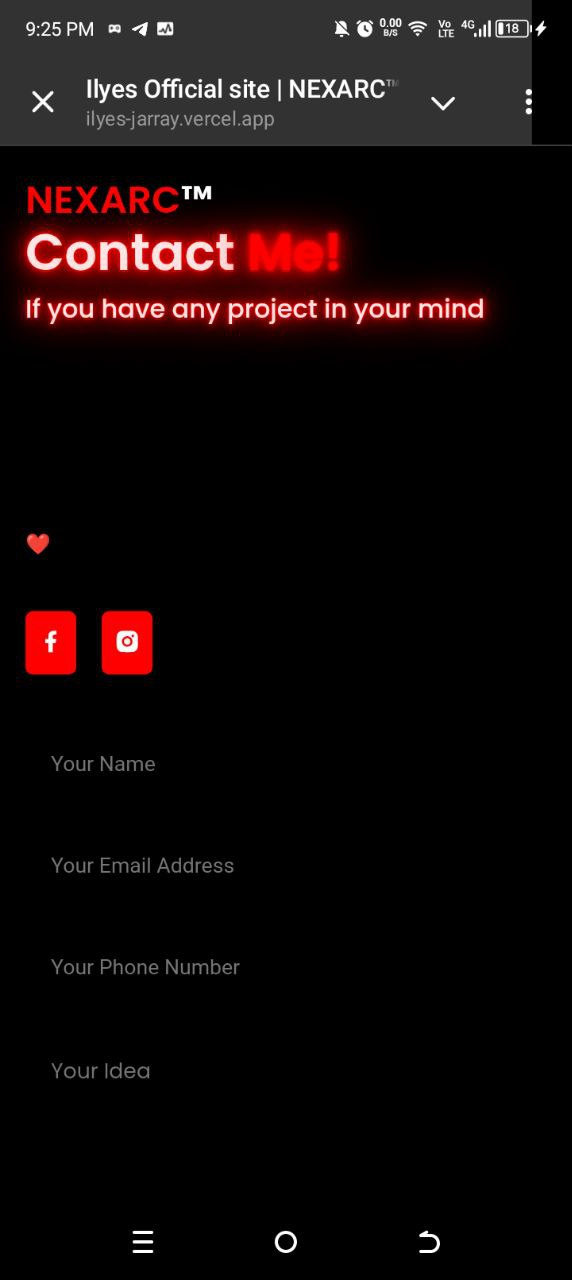 9:25 PM 0.00 B/S Vo LTE 4G 18
Ilyes Official site | NEXARC™
ilyes-jarray.vercel.app
NEXARC™
Contact Me!
If you have any project in your mind
❤️
Your Name
Your Email Address
Your Phone Number
Your Idea